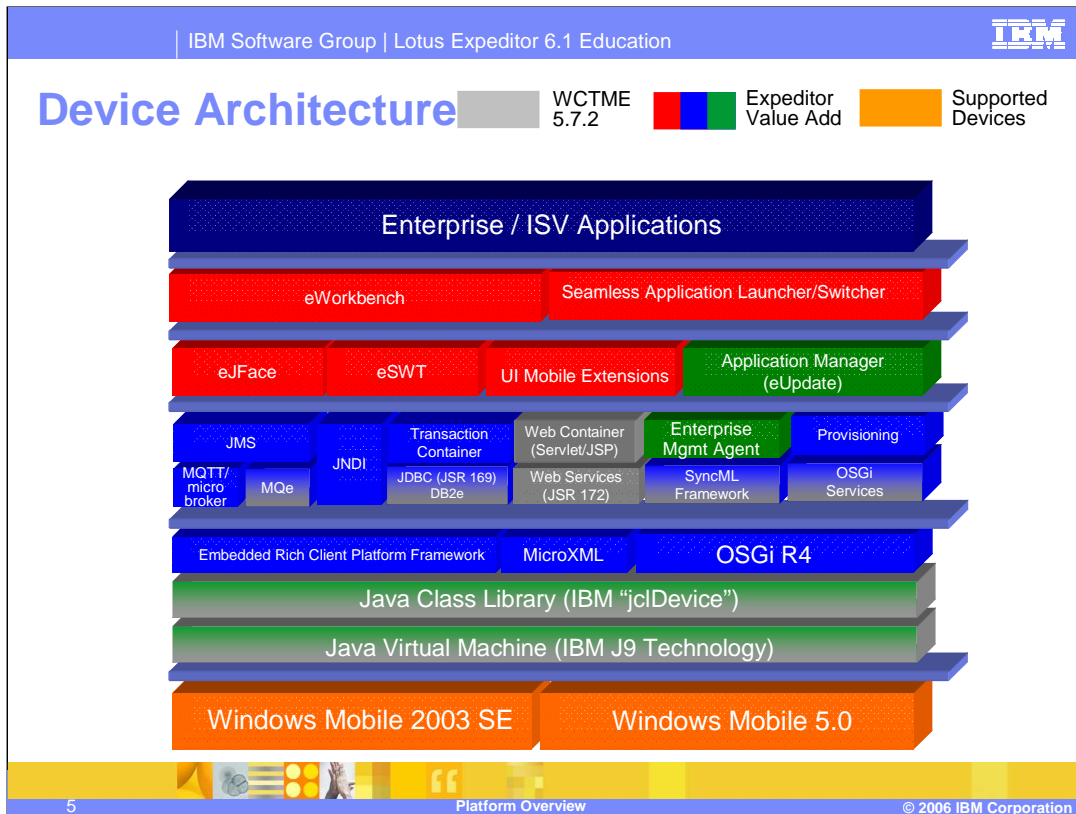 IBM Software Group | Lotus Expeditor 6.1 Education
IBM
Device Architecture
WCTME
5.7.2
Expeditor
Value Add
Supported
Devices
Enterprise / ISV Applications
eWorkbench
Seamless Application Launcher/Switcher
eJFace
eSWT
UI Mobile Extensions
Application Manager
(eUpdate)
JMS
JNDI
Transaction
Container
Web Container
(Servlet/JSP)
Enterprise
Mgmt Agent
Provisioning
MQTT/
micro
broker
MQe
JDBC (JSR 169)
DB2e
Web Services
(JSR 172)
SyncML
Framework
OSGi
Services
Embedded Rich Client Platform Framework
MicroXML
OSGi R4
Java Class Library (IBM “jclDevice”)
Java Virtual Machine (IBM J9 Technology)
Windows Mobile 2003 SE
Windows Mobile 5.0
5
Platform Overview
© 2006 IBM Corporation